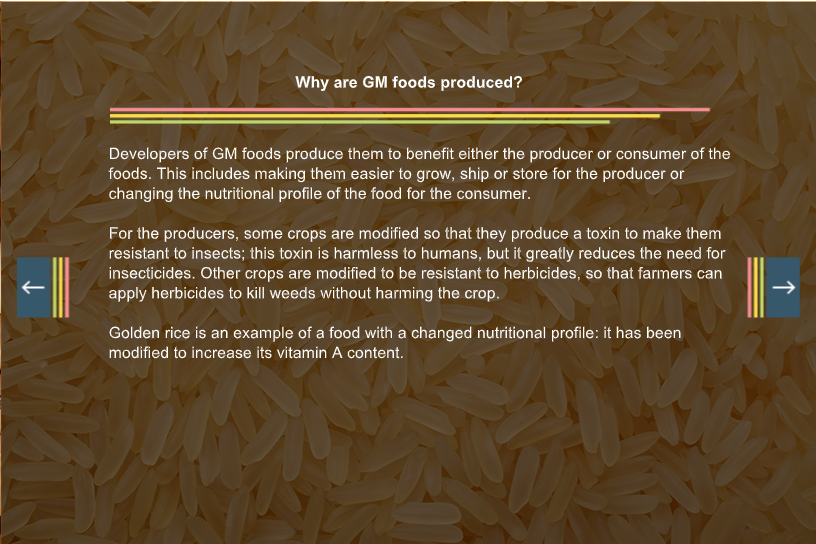 Why are GM foods produced?
Developers of GM foods produce them to benefit either the producer or consumer of the
foods. This includes making them easier to grow, ship or store for the producer or
changing the nutritional profile of the food for the consumer.
For the producers, some crops are modified so that they produce a toxin to make them
resistant to insects; this toxin is harmless to humans, but it greatly reduces the need for
insecticides. Other crops are modified to be resistant to herbicides, so that farmers can
apply herbicides to kill weeds without harming the crop.
Golden rice is an example of a food with a changed nutritional profile: it has been
modified to increase its vitamin A content.